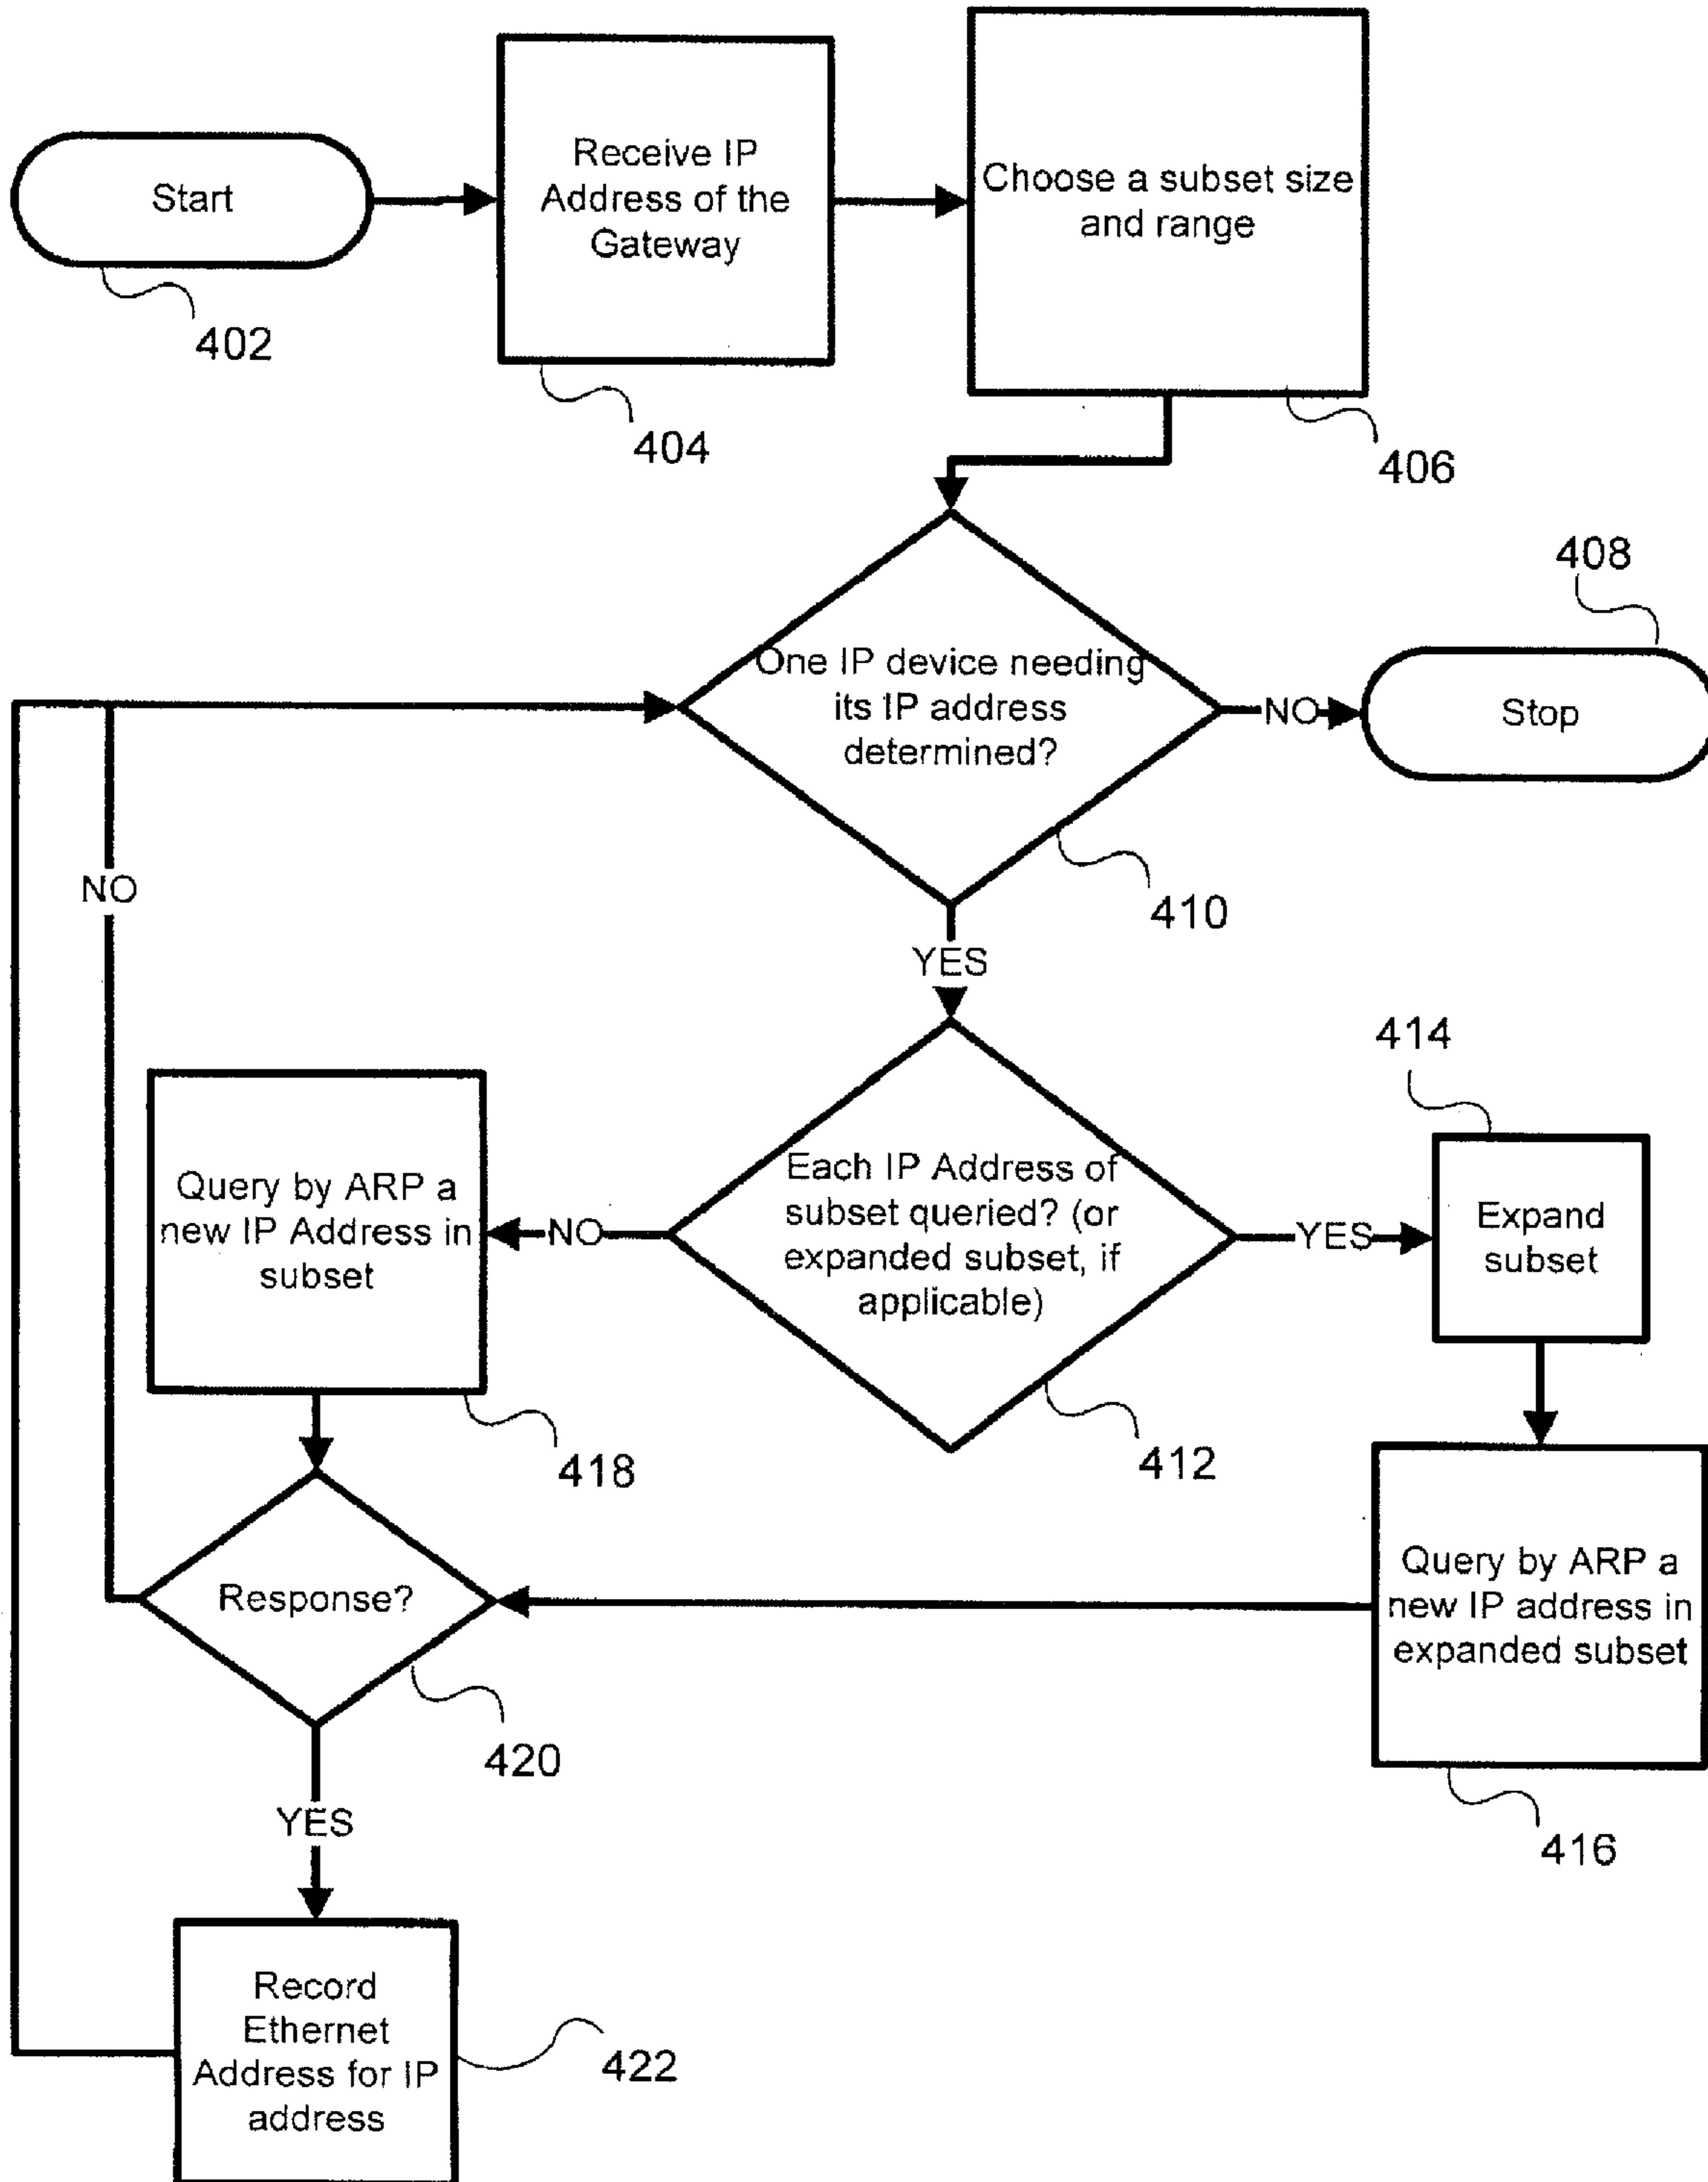 Start
402
Receive IP
Address of the
Gateway
404
Choose a subset size
and range
406
One IP device needing
its IP address
determined?
410
NO
408
Stop
YES
Each IP Address of
subset queried? (or
expanded subset, if
applicable)
412
YES
414
Expand
subset
Query by ARP a
new IP address in
expanded subset
416
NO
Query by ARP a
new IP Address in
subset
418
Response?
420
NO
YES
Record
Ethernet
Address for IP
address
422